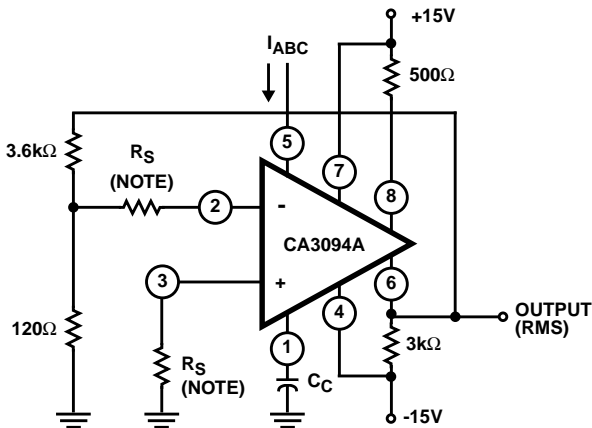 +15V
I_ABC
500Ω
3.6kΩ
R_S
(NOTE)
5
7
8
2
-
CA3094A
3
+
6
4
OUTPUT
(RMS)
120Ω
1
3kΩ
R_S
(NOTE)
C_C
-15V